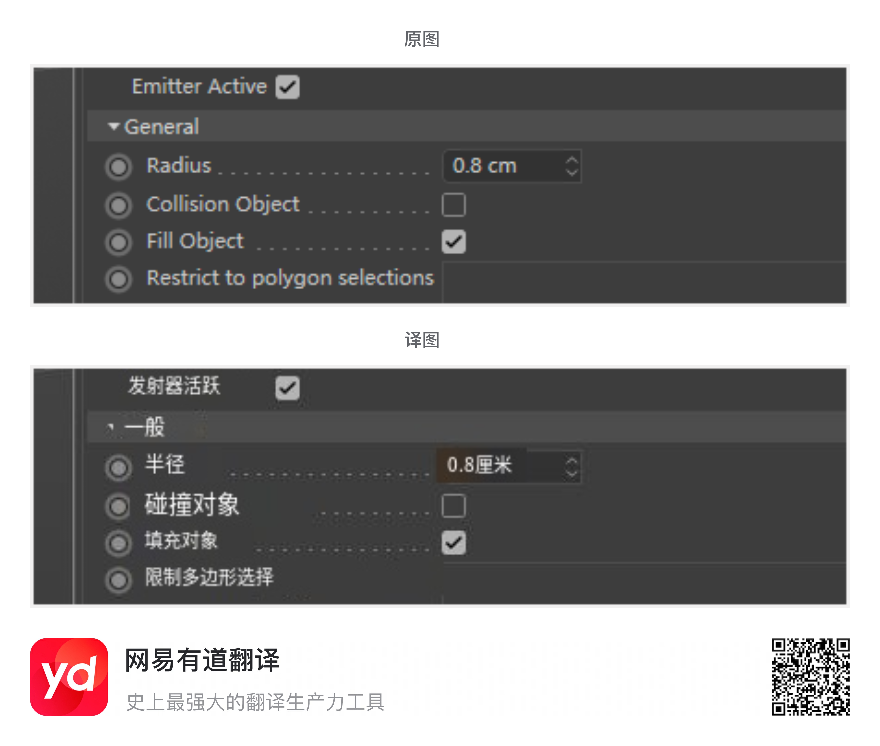 原图
Emitter Active
General
Radius 0.8 cm
Collision Object
Fill Object
Restrict to polygon selections
译图
发射器活跃
一般
半径 0.8厘米
碰撞对象
填充对象
限制多边形选择
yd 网易有道翻译
史上最强大的翻译生产力工具